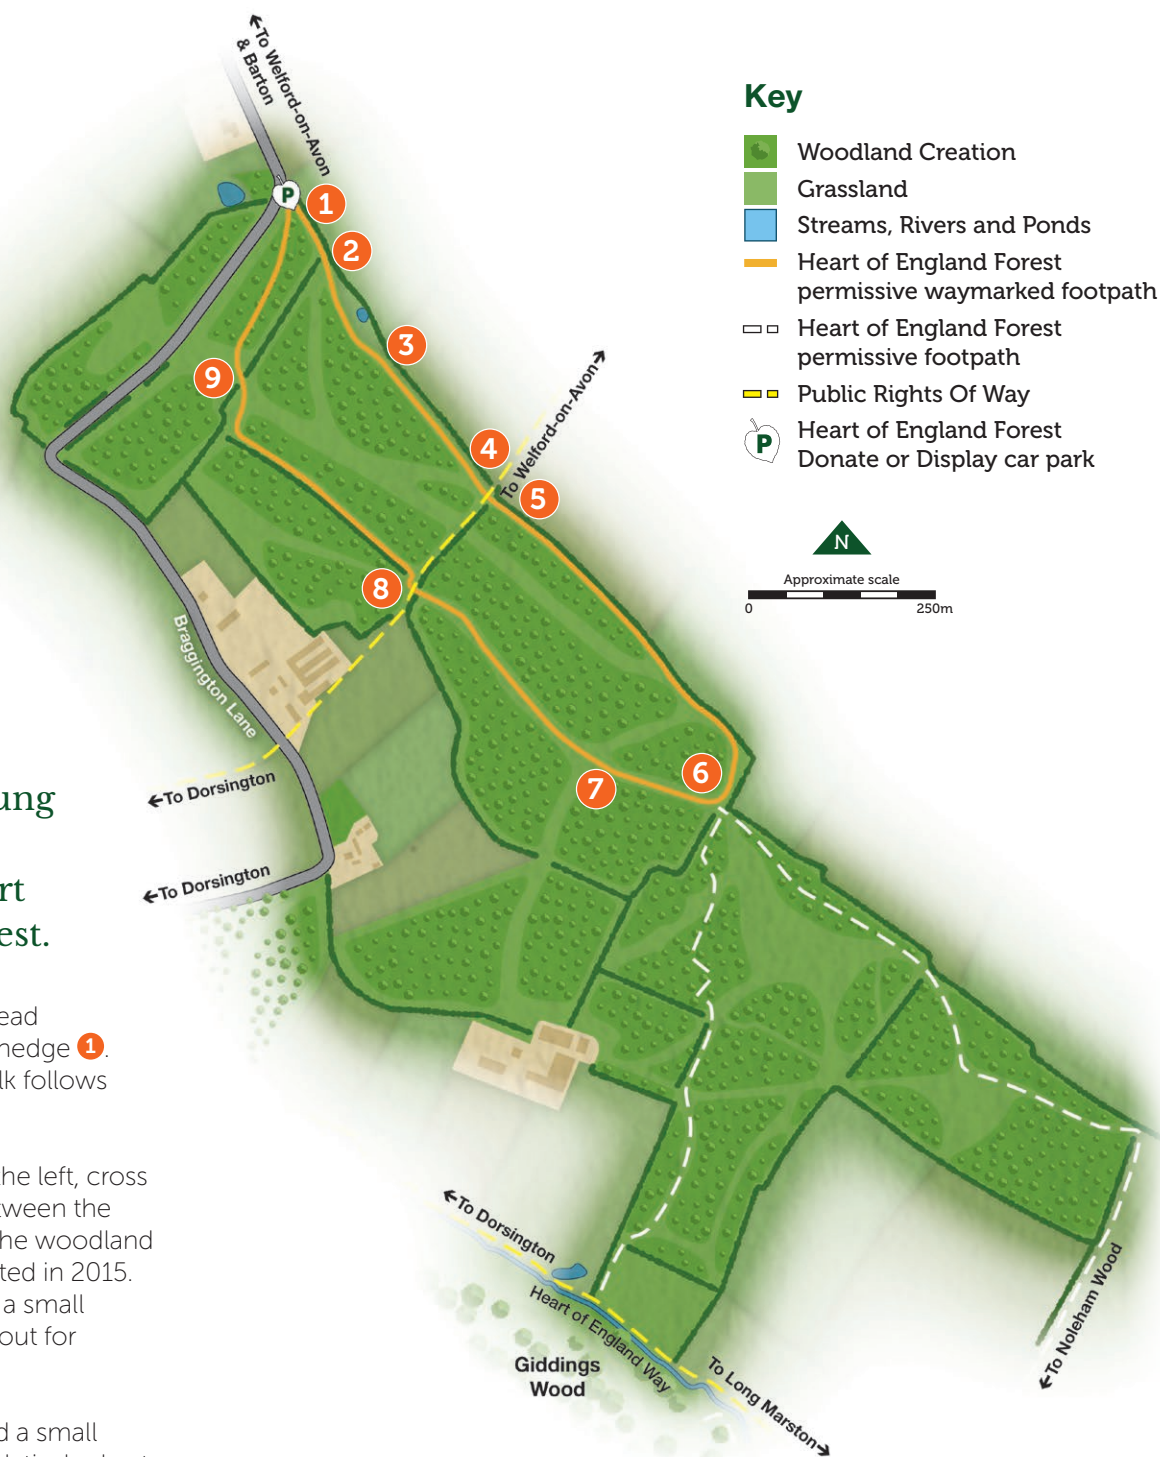 To Welford-on-Avon
& Barton
P
1
2
3
4
5
6
7
8
9
To Welford-on-Avon
Braggington Lane
←To Dorsington
←To Dorsington
←To Dorsington
Heart of England Way
Giddings
Wood
To Long Marston→
←To Noleham Wood
Key
Woodland Creation
Grassland
Streams, Rivers and Ponds
Heart of England Forest
permissive waymarked footpath
Heart of England Forest
permissive footpath
Public Rights Of Way
P
Heart of England Forest
Donate or Display car park
N
Approximate scale
0 250m
ung
rt
est.
ead
hedge 1.
lk follows
he left, cross
tween the
he woodland
ted in 2015.
a small
out for
d a small